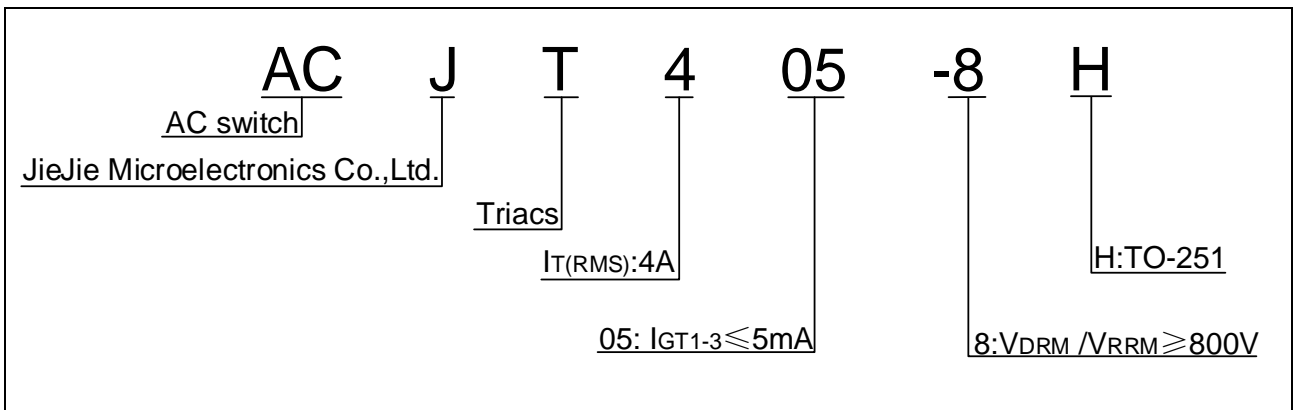 AC J T 4 05 -8 H
AC switch
JieJie Microelectronics Co.,Ltd.
Triacs
IT(RMS):4A
H:TO-251
05: IGT1-3≤5mA
8:VDRM /VRRM≥800V